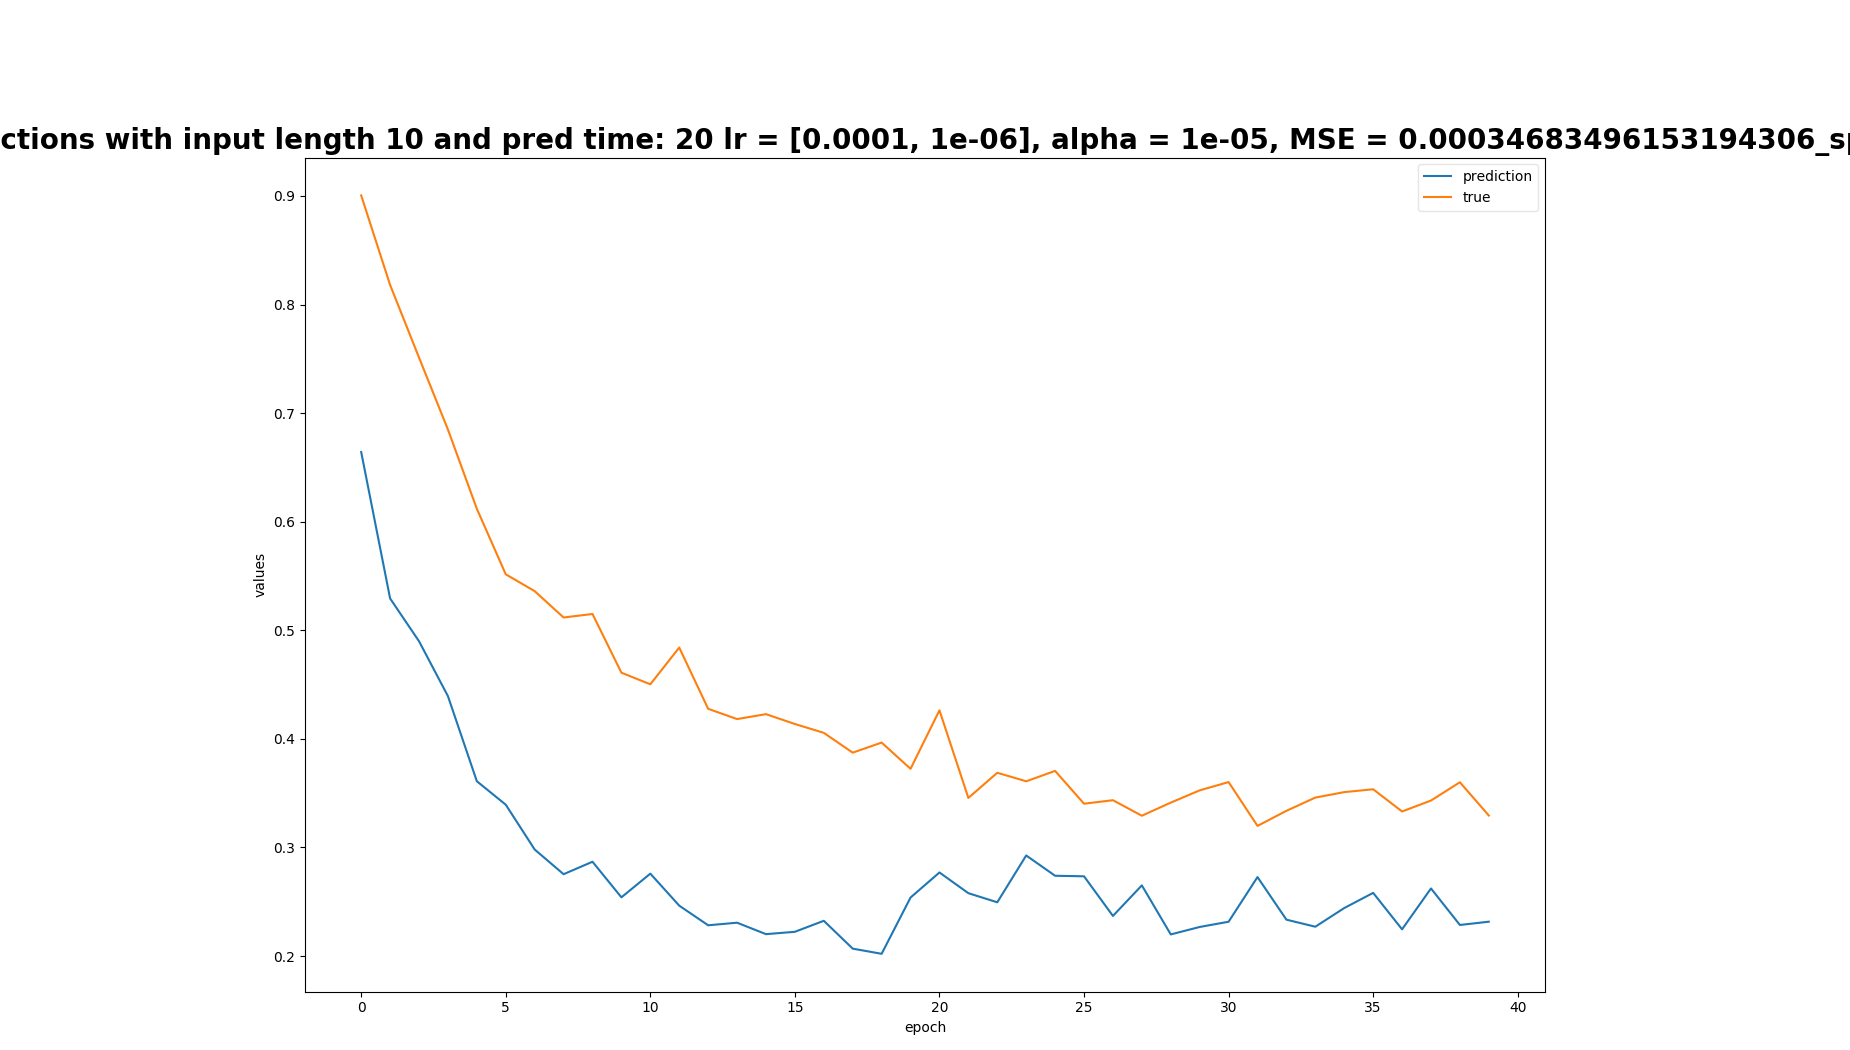 ctions with input length 10 and pred time: 20 lr = [0.0001, 1e-06], alpha = 1e-05, MSE = 0.00034683496153194306_sp
prediction
true
0.9
0.8
0.7
0.6
0.5
0.4
0.3
0.2
values
0 5 10 15 20 25 30 35 40
epoch